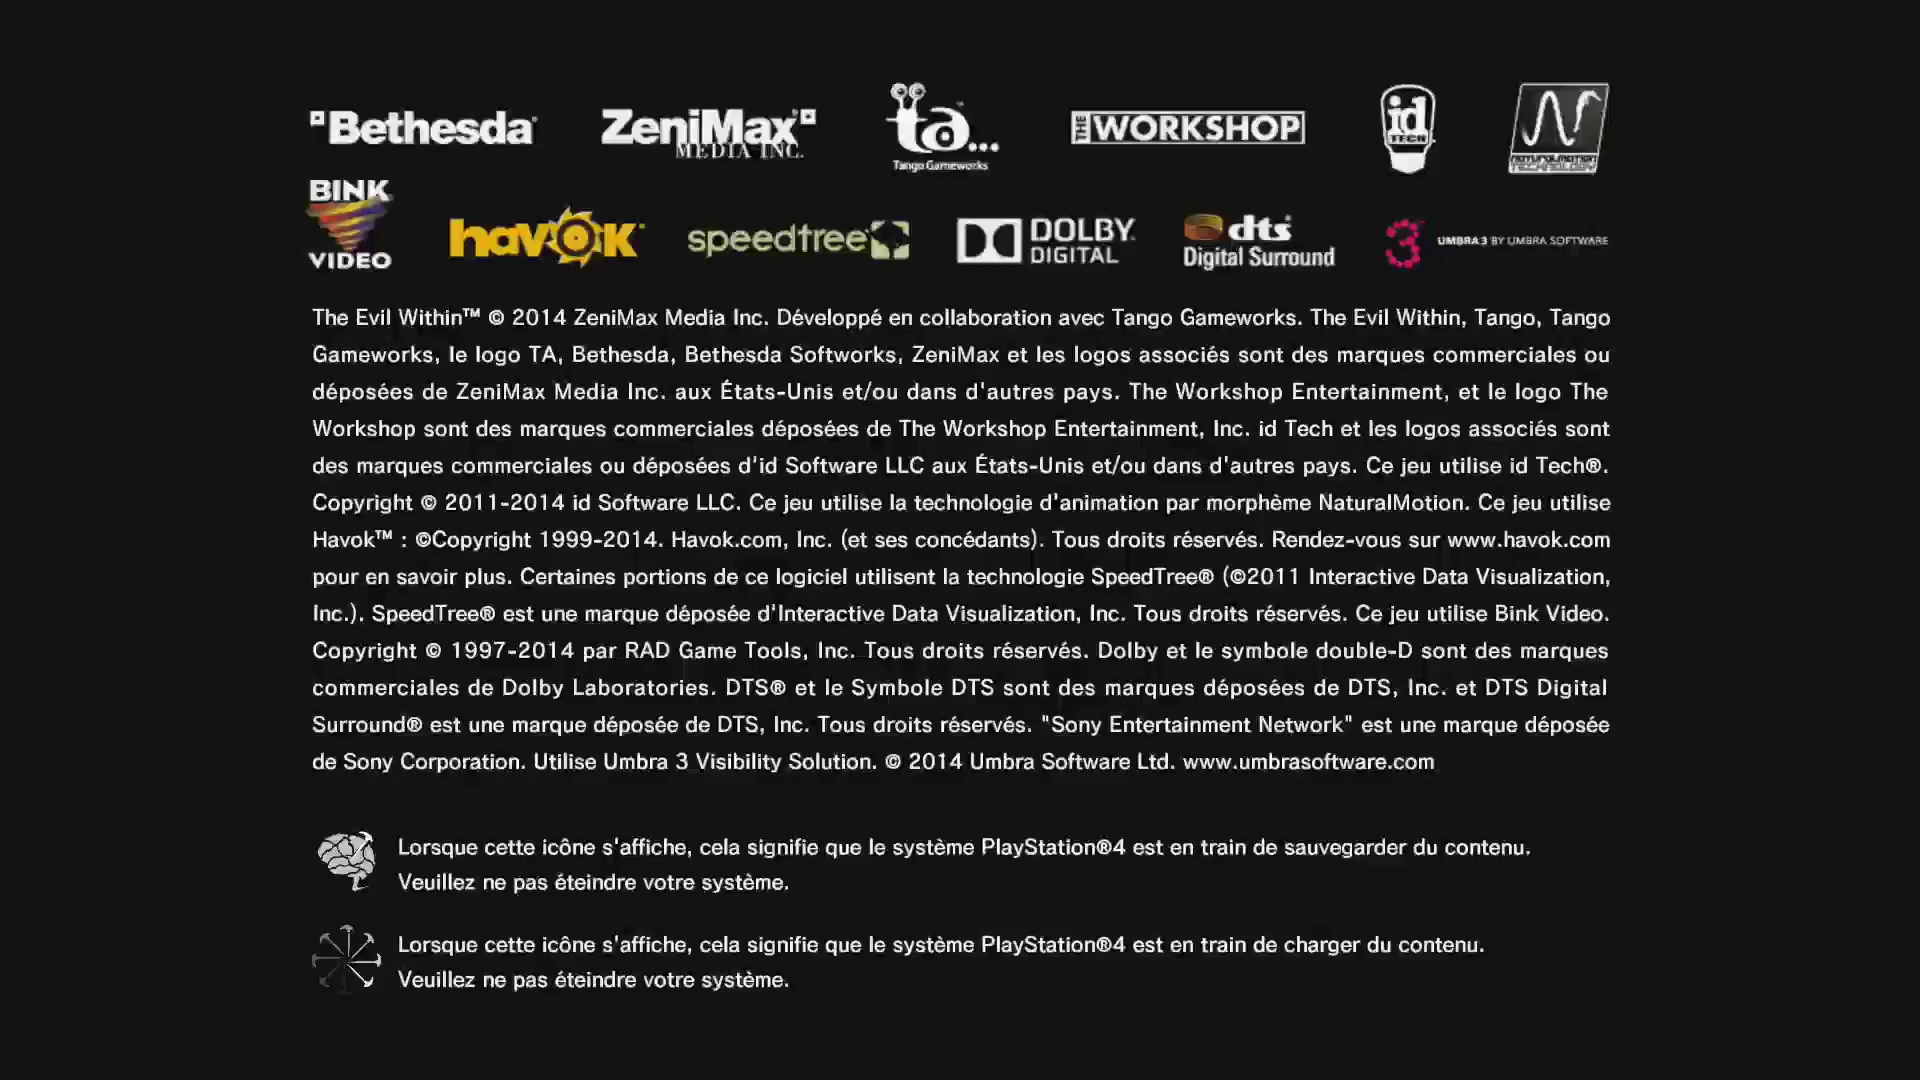 Bethesda
ZeniMax MEDIA INC.
ta... Tango Gameworks
THE WORKSHOP
id TECH
N NATURALMOTION TECHNOLOGY
BINK VIDEO
havok
speedtree
DOLBY DIGITAL
dts Digital Surround
3 UMBRA 3 BY UMBRA SOFTWARE
The Evil Within™ © 2014 ZeniMax Media Inc. Développé en collaboration avec Tango Gameworks. The Evil Within, Tango, Tango
Gameworks, le logo TA, Bethesda, Bethesda Softworks, ZeniMax et les logos associés sont des marques commerciales ou
déposées de ZeniMax Media Inc. aux États-Unis et/ou dans d'autres pays. The Workshop Entertainment, et le logo The
Workshop sont des marques commerciales déposées de The Workshop Entertainment, Inc. id Tech et les logos associés sont
des marques commerciales ou déposées d'id Software LLC aux États-Unis et/ou dans d'autres pays. Ce jeu utilise id Tech®.
Copyright © 2011-2014 id Software LLC. Ce jeu utilise la technologie d'animation par morphème NaturalMotion. Ce jeu utilise
Havok™ : ©Copyright 1999-2014. Havok.com, Inc. (et ses concédants). Tous droits réservés. Rendez-vous sur www.havok.com
pour en savoir plus. Certaines portions de ce logiciel utilisent la technologie SpeedTree® (©2011 Interactive Data Visualization,
Inc.). SpeedTree® est une marque déposée d'Interactive Data Visualization, Inc. Tous droits réservés. Ce jeu utilise Bink Video.
Copyright © 1997-2014 par RAD Game Tools, Inc. Tous droits réservés. Dolby et le symbole double-D sont des marques
commerciales de Dolby Laboratories. DTS® et le Symbole DTS sont des marques déposées de DTS, Inc. et DTS Digital
Surround® est une marque déposée de DTS, Inc. Tous droits réservés. "Sony Entertainment Network" est une marque déposée
de Sony Corporation. Utilise Umbra 3 Visibility Solution. © 2014 Umbra Software Ltd. www.umbrasoftware.com
Lorsque cette icône s'affiche, cela signifie que le système PlayStation®4 est en train de sauvegarder du contenu.
Veuillez ne pas éteindre votre système.
Lorsque cette icône s'affiche, cela signifie que le système PlayStation®4 est en train de charger du contenu.
Veuillez ne pas éteindre votre système.